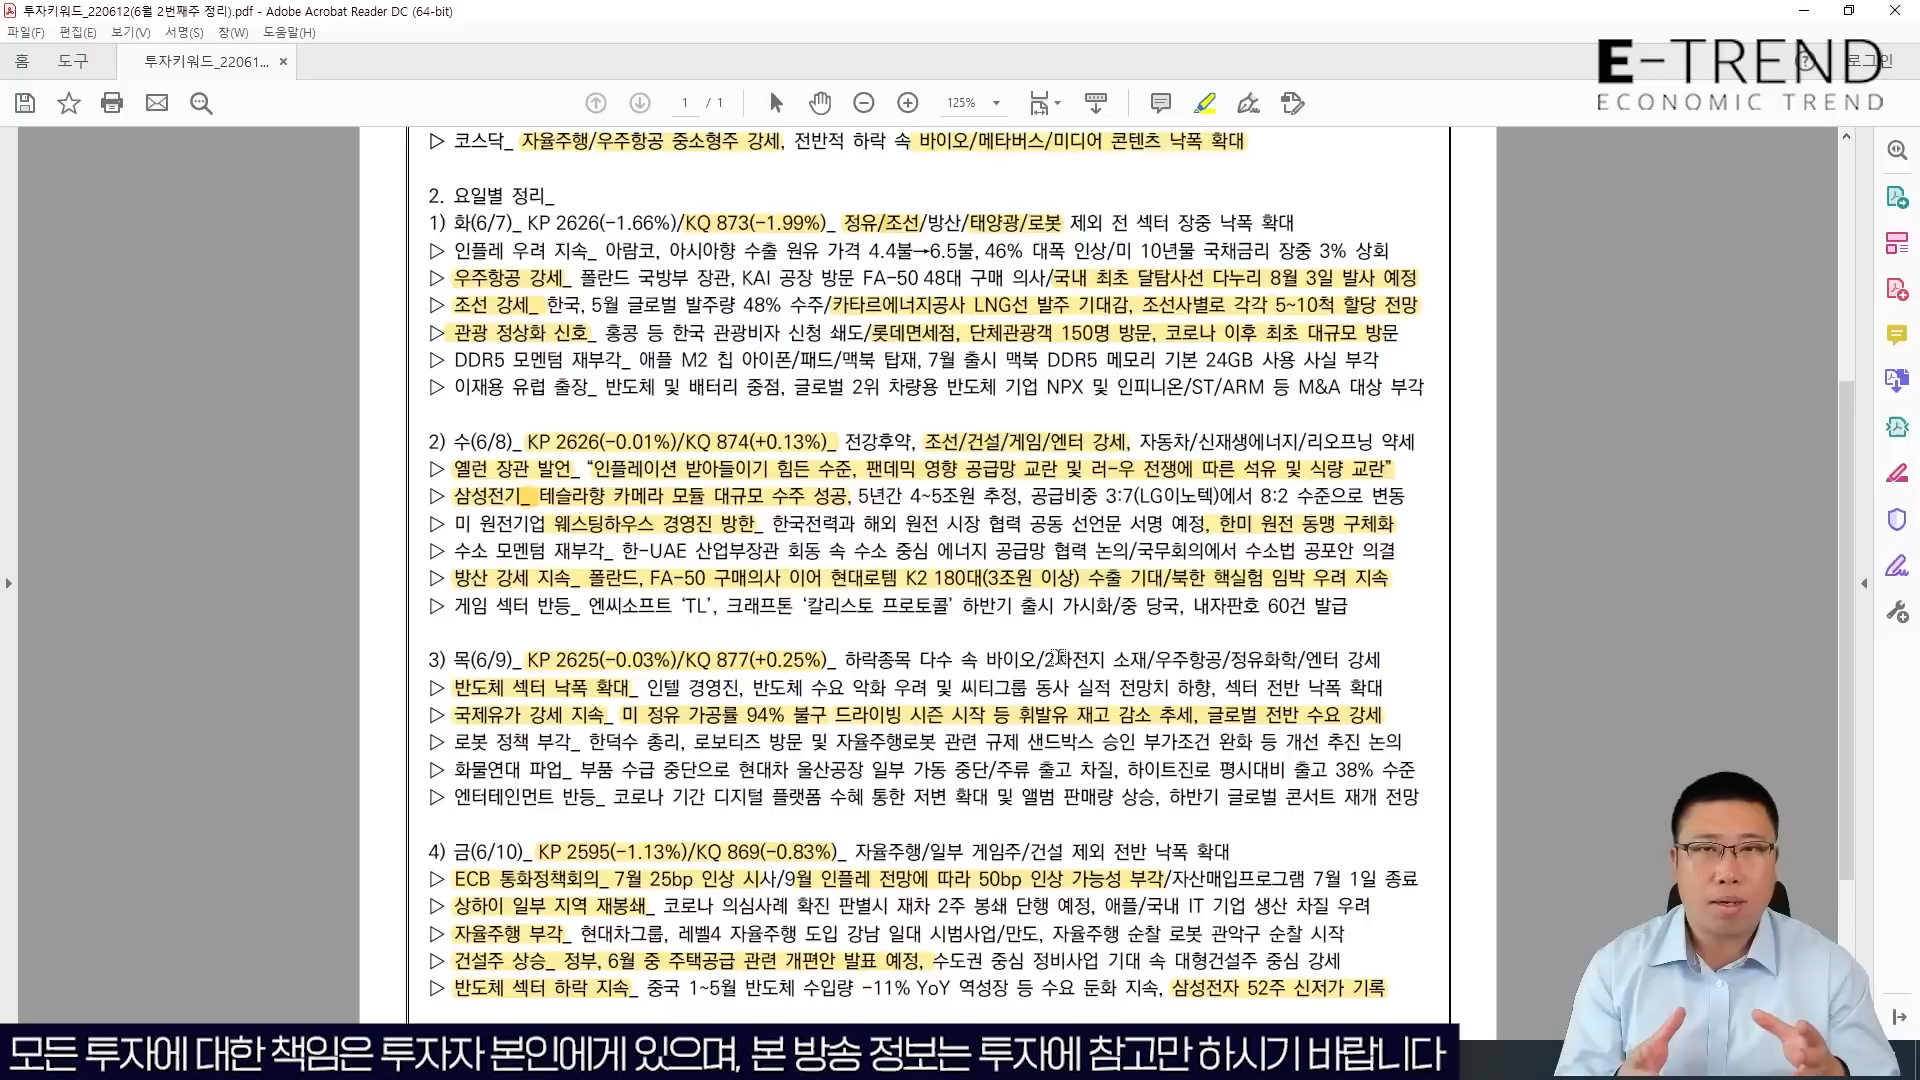 투자키워드_220612(6월 2번째주 정리).pdf - Adobe Acrobat Reader DC (64-bit)
파일(F) 편집(E) 보기(V) 서명(S) 창(W) 도움말(H)
홈 도구 투자키워드_22061... × 로그인
E-TREND
ECONOMIC TREND
1 / 1 125%
▷ 코스닥_ 자율주행/우주항공 중소형주 강세, 전반적 하락 속 바이오/메타버스/미디어 콘텐츠 낙폭 확대
2. 요일별 정리_
1) 화(6/7)_ KP 2626(-1.66%)/KQ 873(-1.99%)_ 정유/조선/방산/태양광/로봇 제외 전 섹터 장중 낙폭 확대
▷ 인플레 우려 지속_ 아람코, 아시아향 수출 원유 가격 4.4불→6.5불, 46% 대폭 인상/미 10년물 국채금리 장중 3% 상회
▷ 우주항공 강세_ 폴란드 국방부 장관, KAI 공장 방문 FA-50 48대 구매 의사/국내 최초 달탐사선 다누리 8월 3일 발사 예정
▷ 조선 강세_ 한국, 5월 글로벌 발주량 48% 수주/카타르에너지공사 LNG선 발주 기대감, 조선사별로 각각 5~10척 할당 전망
▷ 관광 정상화 신호_ 홍콩 등 한국 관광비자 신청 쇄도/롯데면세점, 단체관광객 150명 방문, 코로나 이후 최초 대규모 방문
▷ DDR5 모멘텀 재부각_ 애플 M2 칩 아이폰/패드/맥북 탑재, 7월 출시 맥북 DDR5 메모리 기본 24GB 사용 사실 부각
▷ 이재용 유럽 출장_ 반도체 및 배터리 중점, 글로벌 2위 차량용 반도체 기업 NPX 및 인피니온/ST/ARM 등 M&A 대상 부각
2) 수(6/8)_ KP 2626(-0.01%)/KQ 874(+0.13%)_ 전강후약, 조선/건설/게임/엔터 강세, 자동차/신재생에너지/리오프닝 약세
▷ 옐런 장관 발언_ “인플레이션 받아들이기 힘든 수준, 팬데믹 영향 공급망 교란 및 러-우 전쟁에 따른 석유 및 식량 교란”
▷ 삼성전기_ 테슬라향 카메라 모듈 대규모 수주 성공, 5년간 4~5조원 추정, 공급비중 3:7(LG이노텍)에서 8:2 수준으로 변동
▷ 미 원전기업 웨스팅하우스 경영진 방한_ 한국전력과 해외 원전 시장 협력 공동 선언문 서명 예정, 한미 원전 동맹 구체화
▷ 수소 모멘텀 재부각_ 한-UAE 산업부장관 회동 속 수소 중심 에너지 공급망 협력 논의/국무회의에서 수소법 공포안 의결
▷ 방산 강세 지속_ 폴란드, FA-50 구매의사 이어 현대로템 K2 180대(3조원 이상) 수출 기대/북한 핵실험 임박 우려 지속
▷ 게임 섹터 반등_ 엔씨소프트 ‘TL’, 크래프톤 ‘칼리스토 프로토콜’ 하반기 출시 가시화/중 당국, 내자판호 60건 발급
3) 목(6/9)_ KP 2625(-0.03%)/KQ 877(+0.25%)_ 하락종목 다수 속 바이오/2차전지 소재/우주항공/정유화학/엔터 강세
▷ 반도체 섹터 낙폭 확대_ 인텔 경영진, 반도체 수요 악화 우려 및 씨티그룹 동사 실적 전망치 하향, 섹터 전반 낙폭 확대
▷ 국제유가 강세 지속_ 미 정유 가공률 94% 불구 드라이빙 시즌 시작 등 휘발유 재고 감소 추세, 글로벌 전반 수요 강세
▷ 로봇 정책 부각_ 한덕수 총리, 로보티즈 방문 및 자율주행로봇 관련 규제 샌드박스 승인 부가조건 완화 등 개선 추진 논의
▷ 화물연대 파업_ 부품 수급 중단으로 현대차 울산공장 일부 가동 중단/주류 출고 차질, 하이트진로 평시대비 출고 38% 수준
▷ 엔터테인먼트 반등_ 코로나 기간 디지털 플랫폼 수혜 통한 저변 확대 및 앨범 판매량 상승, 하반기 글로벌 콘서트 재개 전망
4) 금(6/10)_ KP 2595(-1.13%)/KQ 869(-0.83%)_ 자율주행/일부 게임주/건설 제외 전반 낙폭 확대
▷ ECB 통화정책회의_ 7월 25bp 인상 시사/9월 인플레 전망에 따라 50bp 인상 가능성 부각/자산매입프로그램 7월 1일 종료
▷ 상하이 일부 지역 재봉쇄_ 코로나 의심사례 확진 판별시 재차 2주 봉쇄 단행 예정, 애플/국내 IT 기업 생산 차질 우려
▷ 자율주행 부각_ 현대차그룹, 레벨4 자율주행 도입 강남 일대 시범사업/만도, 자율주행 순찰 로봇 관악구 순찰 시작
▷ 건설주 상승_ 정부, 6월 중 주택공급 관련 개편안 발표 예정, 수도권 중심 정비사업 기대 속 대형건설주 중심 강세
▷ 반도체 섹터 하락 지속_ 중국 1~5월 반도체 수입량 -11% YoY 역성장 등 수요 둔화 지속, 삼성전자 52주 신저가 기록
모든 투자에 대한 책임은 투자자 본인에게 있으며, 본 방송 정보는 투자에 참고만 하시기 바랍니다